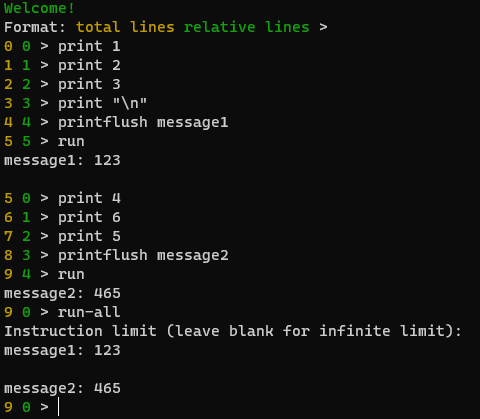 Welcome!
Format: total lines relative lines >
0 0 > print 1
1 1 > print 2
2 2 > print 3
3 3 > print "\n"
4 4 > printflush message1
5 5 > run
message1: 123

5 0 > print 4
6 1 > print 6
7 2 > print 5
8 3 > printflush message2
9 4 > run
message2: 465
9 0 > run-all
Instruction limit (leave blank for infinite limit):
message1: 123

message2: 465
9 0 >